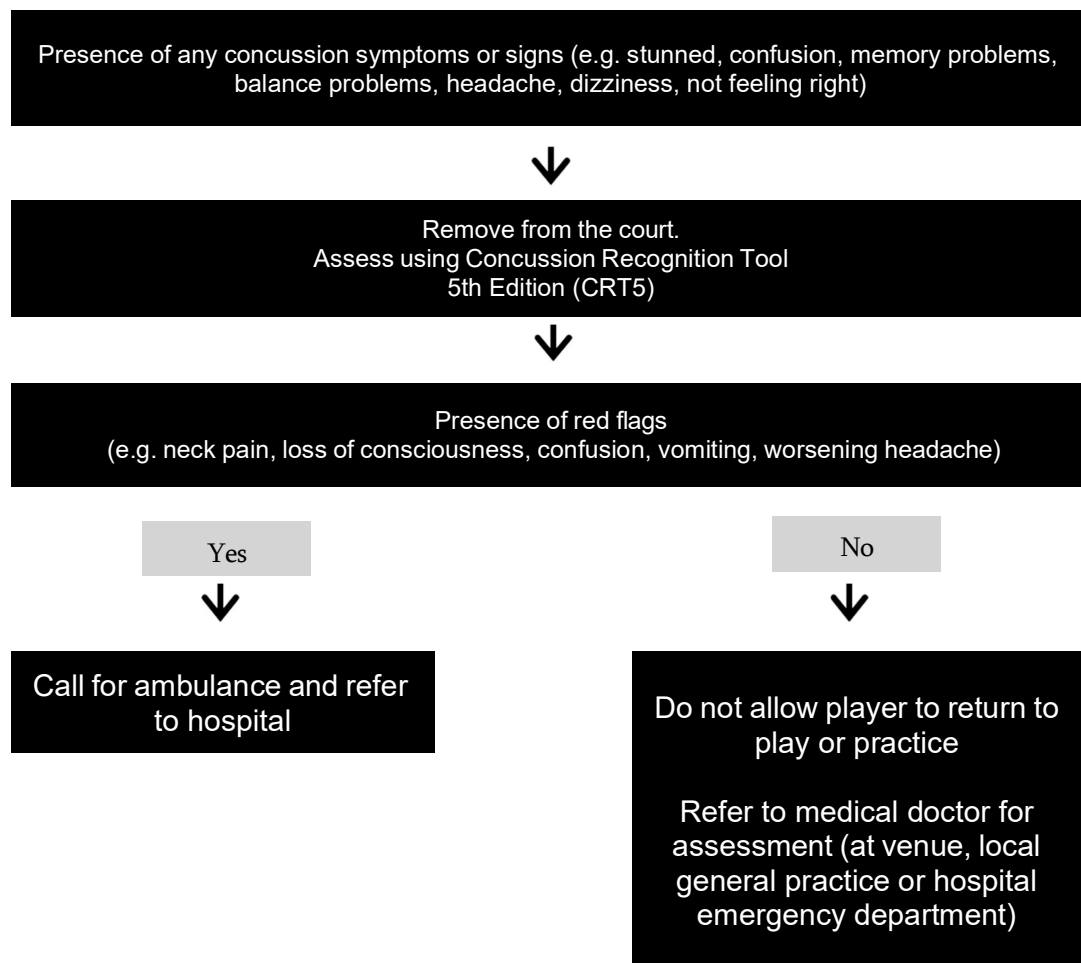 Presence of any concussion symptoms or signs (e.g. stunned, confusion, memory problems,
balance problems, headache, dizziness, not feeling right)
Remove from the court.
Assess using Concussion Recognition Tool
5th Edition (CRT5)
Presence of red flags
(e.g. neck pain, loss of consciousness, confusion, vomiting, worsening headache)
Yes
No
Call for ambulance and refer
to hospital
Do not allow player to return to
play or practice
Refer to medical doctor for
assessment (at venue, local
general practice or hospital
emergency department)